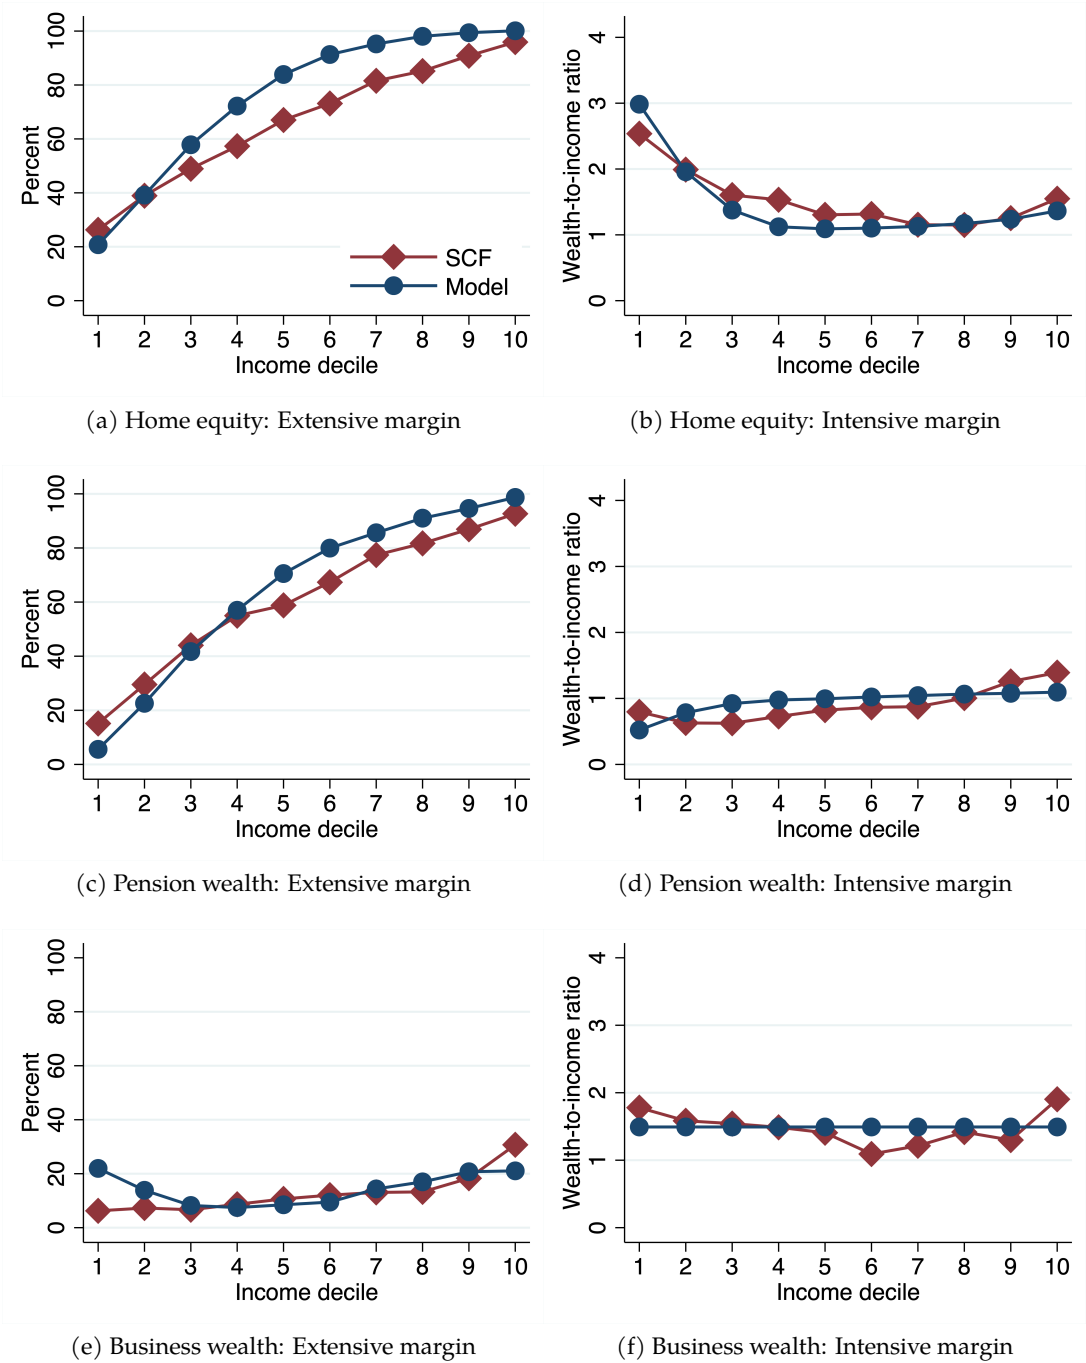 Percent
100
80
60
40
20
0
SCF
Model
1 2 3 4 5 6 7 8 9 10
Income decile
(a) Home equity: Extensive margin
Wealth-to-income ratio
4
3
2
1
0
1 2 3 4 5 6 7 8 9 10
Income decile
(b) Home equity: Intensive margin
Percent
100
80
60
40
20
0
1 2 3 4 5 6 7 8 9 10
Income decile
(c) Pension wealth: Extensive margin
Wealth-to-income ratio
4
3
2
1
0
1 2 3 4 5 6 7 8 9 10
Income decile
(d) Pension wealth: Intensive margin
Percent
100
80
60
40
20
0
1 2 3 4 5 6 7 8 9 10
Income decile
(e) Business wealth: Extensive margin
Wealth-to-income ratio
4
3
2
1
0
1 2 3 4 5 6 7 8 9 10
Income decile
(f) Business wealth: Intensive margin